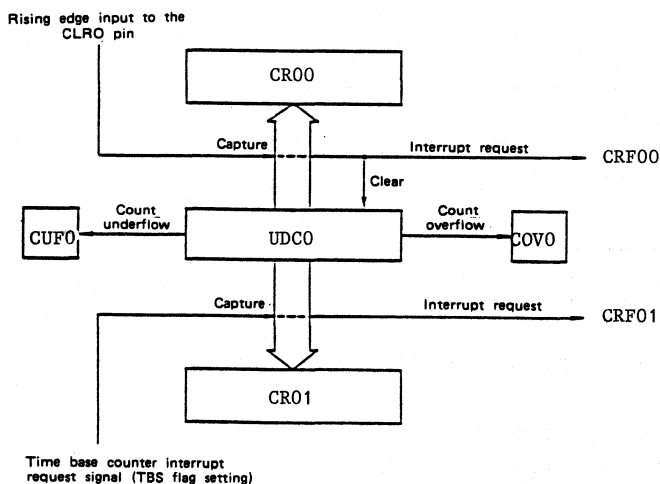 Rising edge input to the
CLRO pin
CR00
Capture
Interrupt request
CRF00
Clear
Count
underflow
Count
overflow
CUF0
UDC0
COV0
Capture
Interrupt request
CRF01
CR01
Time base counter interrupt
request signal (TBS flag setting)